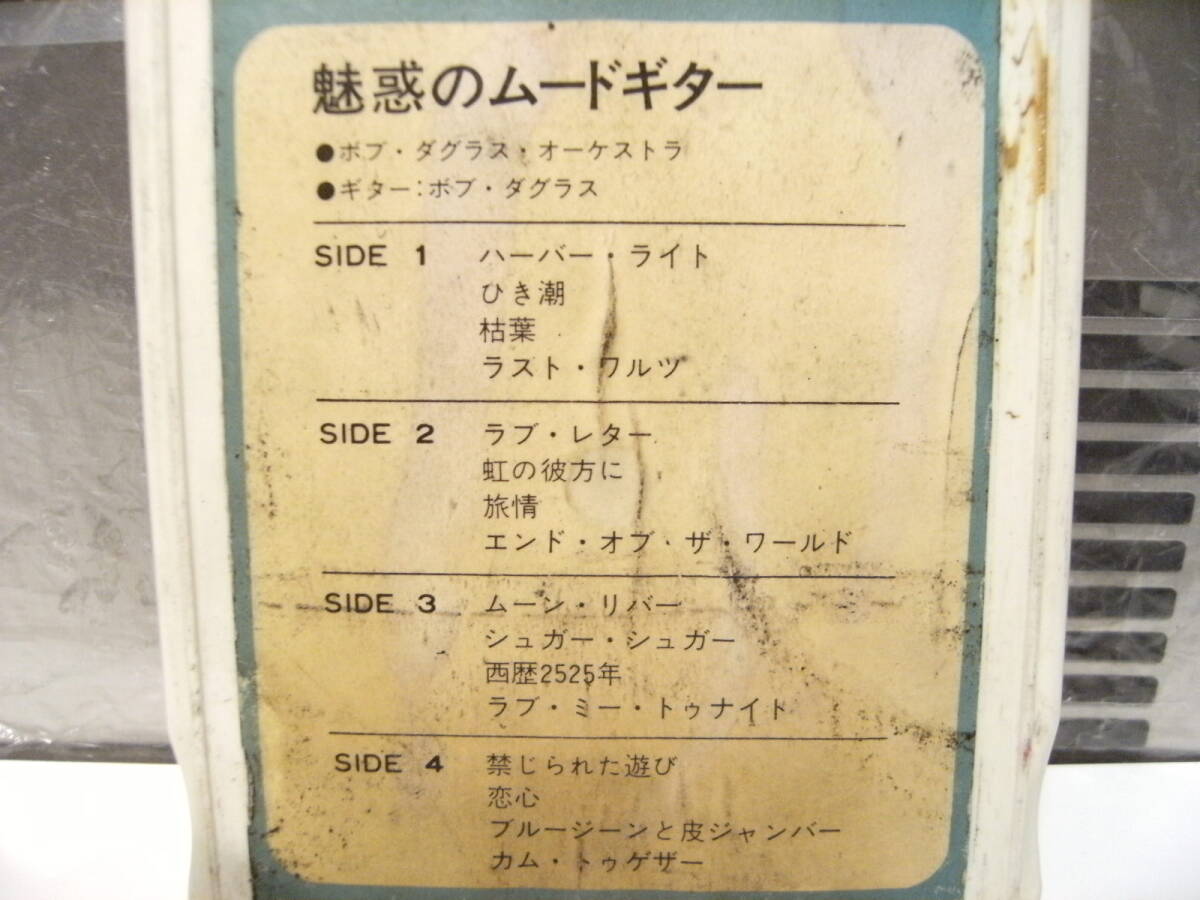 魅惑のムードギター
●ボブ・ダグラス・オーケストラ
●ギター:ボブ・ダグラス
SIDE 1 ハーバー・ライト
ひき潮
枯葉
ラスト・ワルツ
SIDE 2 ラブ・レター
虹の彼方に
旅情
エンド・オブ・ザ・ワールド
SIDE 3 ムーン・リバー
シュガー・シュガー
西歴2525年
ラブ・ミー・トゥナイト
SIDE 4 禁じられた遊び
恋心
ブルージーンと皮ジャンバー
カム・トゥゲザー